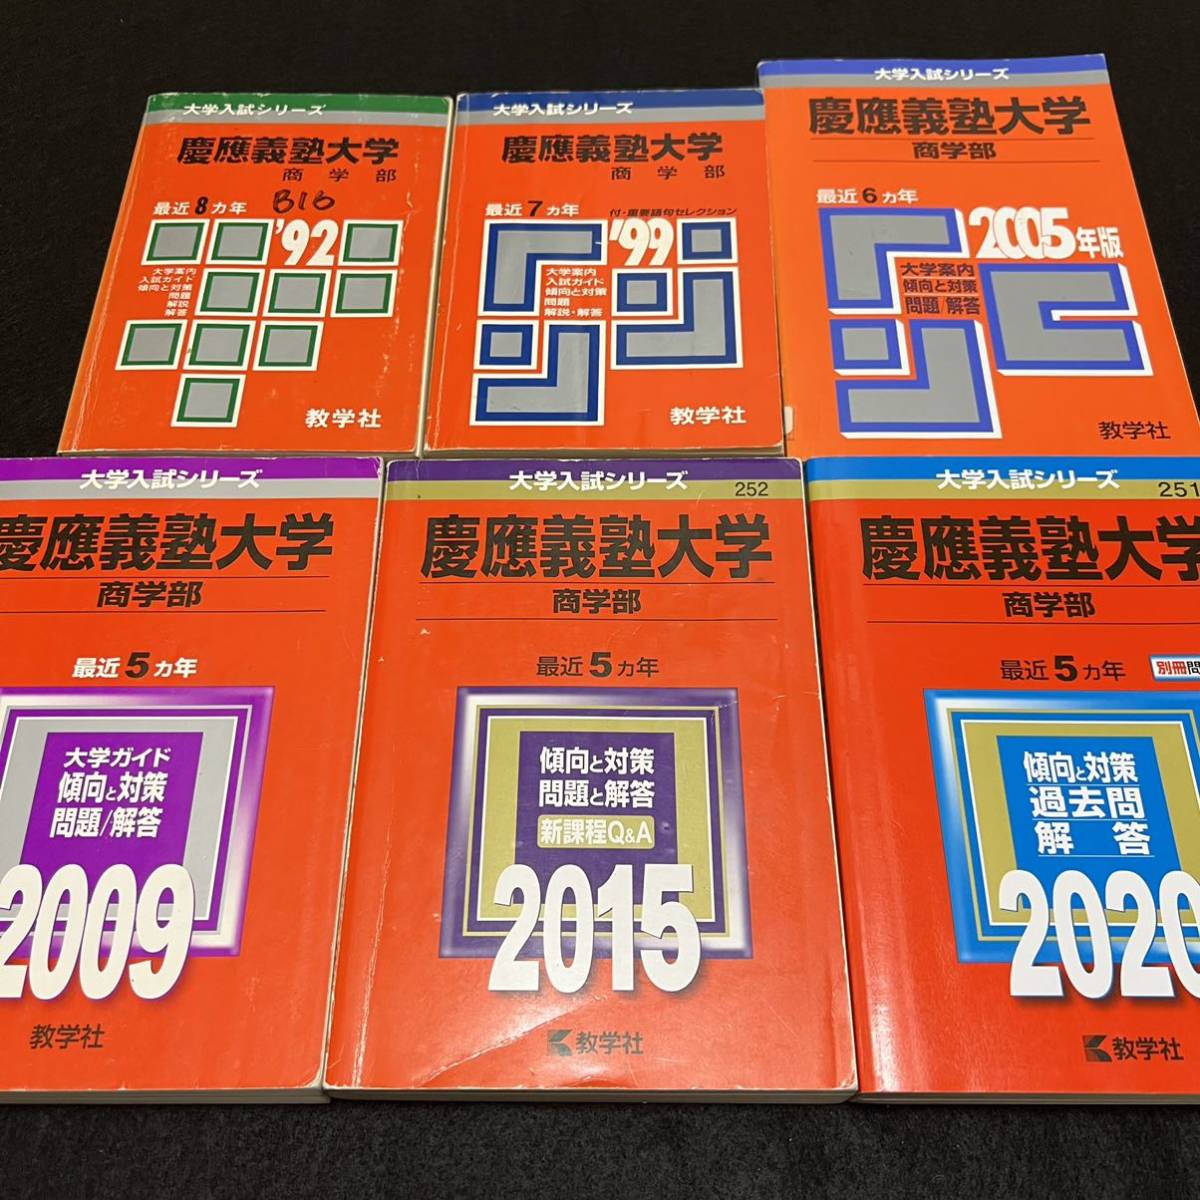 大学入試シリーズ
慶應義塾大学
商学部
最近8カ年
B16
'92
大学案内
入試ガイド
傾向と対策
問題
解説
解答
教学社
大学入試シリーズ
慶應義塾大学
商学部
最近7カ年
付・重要語句セレクション
'99
大学案内
入試ガイド
傾向と対策
問題
解説・解答
教学社
大学入試シリーズ
慶應義塾大学
商学部
最近6カ年
2005年版
大学案内
傾向と対策
問題/解答
教学社
大学入試シリーズ
慶應義塾大学
商学部
最近5カ年
大学ガイド
傾向と対策
問題/解答
2009
教学社
大学入試シリーズ
252
慶應義塾大学
商学部
最近5カ年
傾向と対策
問題と解答
新課程Q&A
2015
教学社
大学入試シリーズ
251
慶應義塾大学
商学部
最近5カ年
別冊問
傾向と対策
過去問
解答
2020
教学社